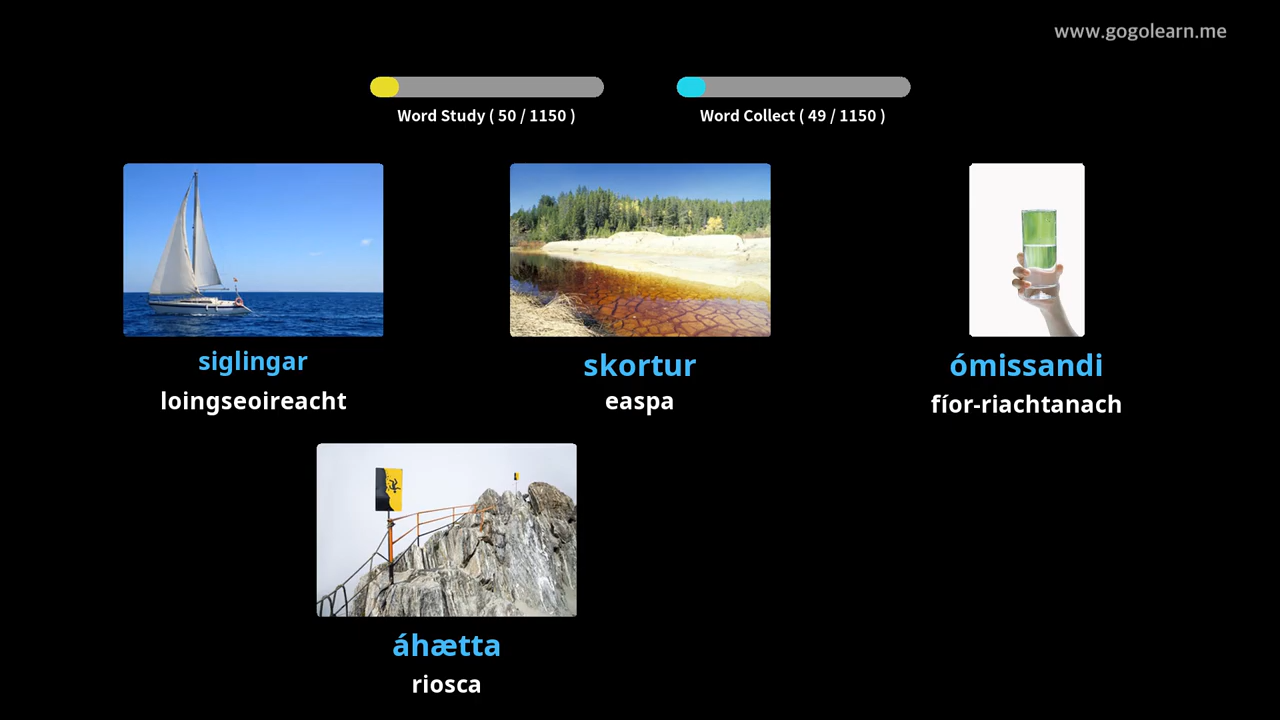 www.gogolearn.me
Word Study ( 50 / 1150 )
Word Collect ( 49 / 1150 )
siglingar
loingseoireacht
skortur
easpa
ómissandi
fíor-riachtanach
áhætta
riosca